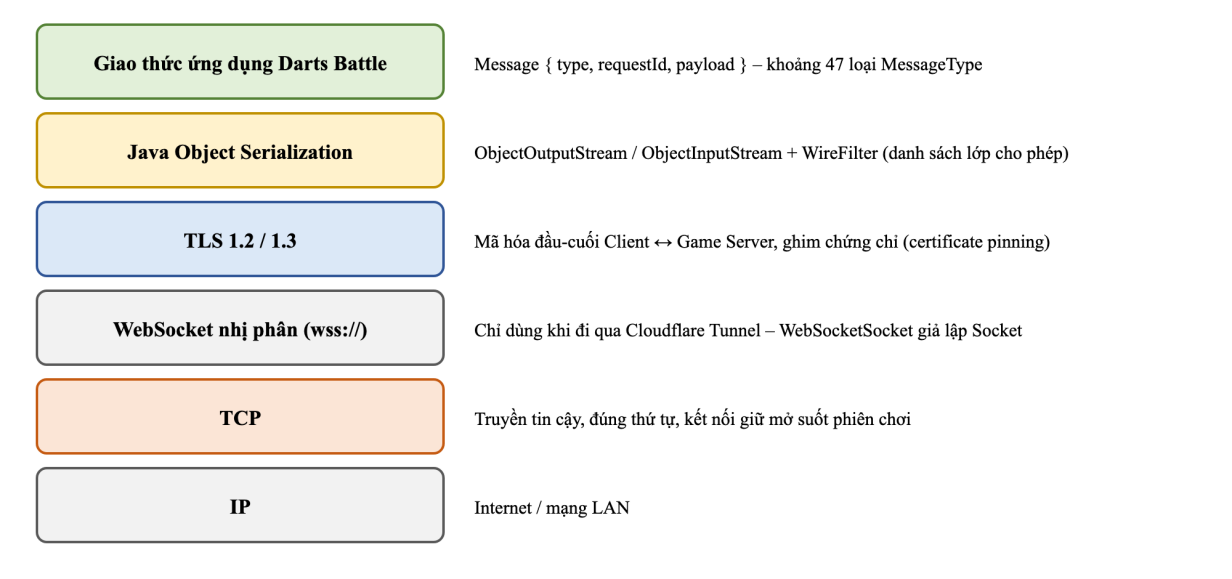 Giao thức ứng dụng Darts Battle
Message { type, requestId, payload } – khoảng 47 loại MessageType
Java Object Serialization
ObjectOutputStream / ObjectInputStream + WireFilter (danh sách lớp cho phép)
TLS 1.2 / 1.3
Mã hóa đầu-cuối Client ↔ Game Server, ghim chứng chỉ (certificate pinning)
WebSocket nhị phân (wss://)
Chỉ dùng khi đi qua Cloudflare Tunnel – WebSocketSocket giả lập Socket
TCP
Truyền tin cậy, đúng thứ tự, kết nối giữ mở suốt phiên chơi
IP
Internet / mạng LAN